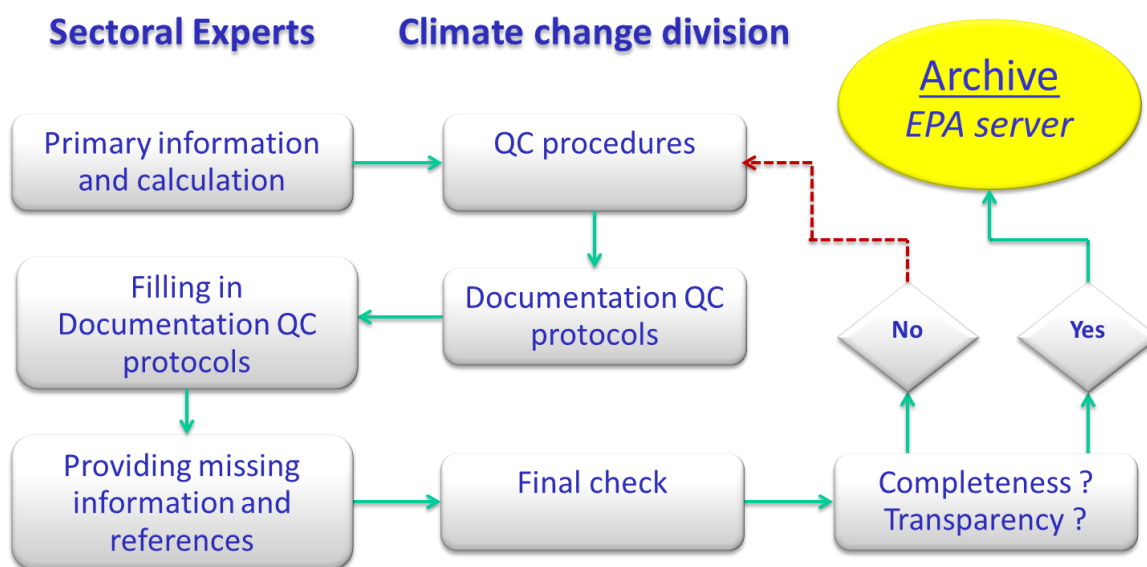 Sectoral Experts
Climate change division
Archive
EPA server
Primary information
and calculation
QC procedures
Filling in
Documentation QC
protocols
Documentation QC
protocols
No
Yes
Providing missing
information and
references
Final check
Completeness ?
Transparency ?